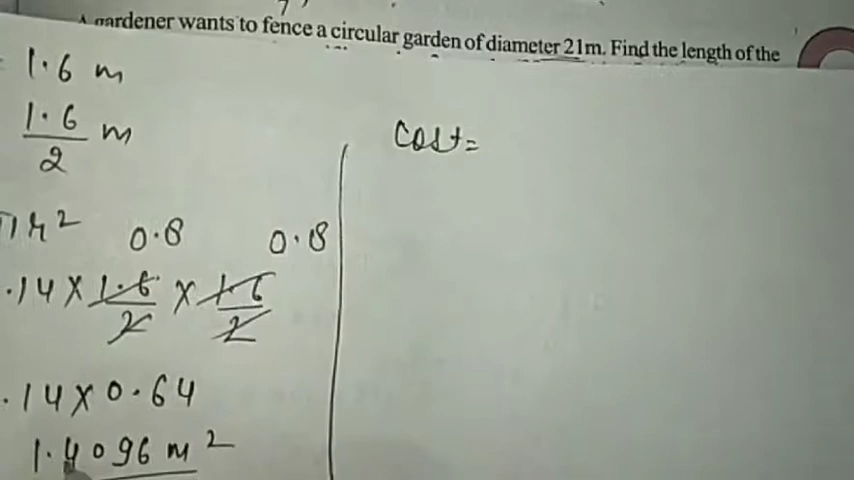 A gardener wants to fence a circular garden of diameter 21m. Find the length of the
1.6 m
1.6/2 m
πr²
0.8 0.8
.14 × 1.6/2 × 1.6/2
.14 × 0.64
1.4096 m²
Cost =